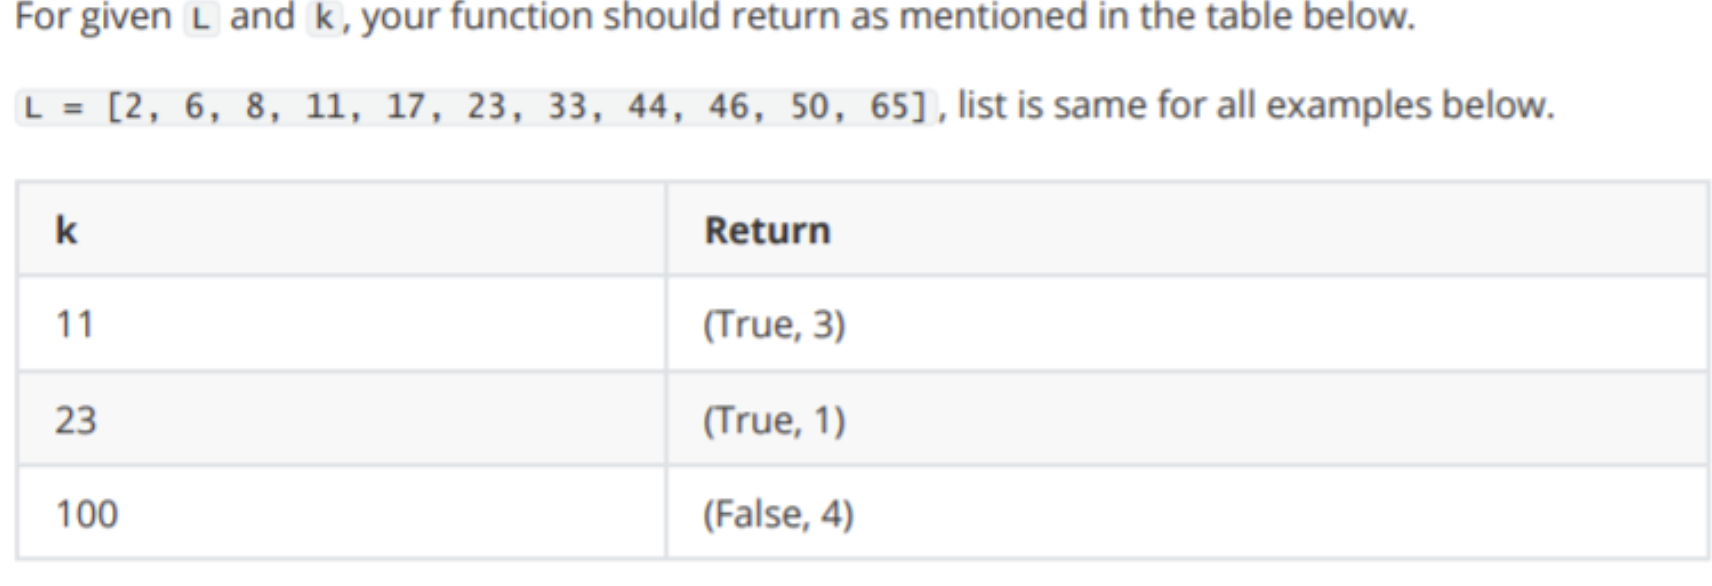 For given L and k, your function should return as mentioned in the table below.
L = [2, 6, 8, 11, 17, 23, 33, 44, 46, 50, 65], list is same for all examples below.
k Return
11 (True, 3)
23 (True, 1)
100 (False, 4)